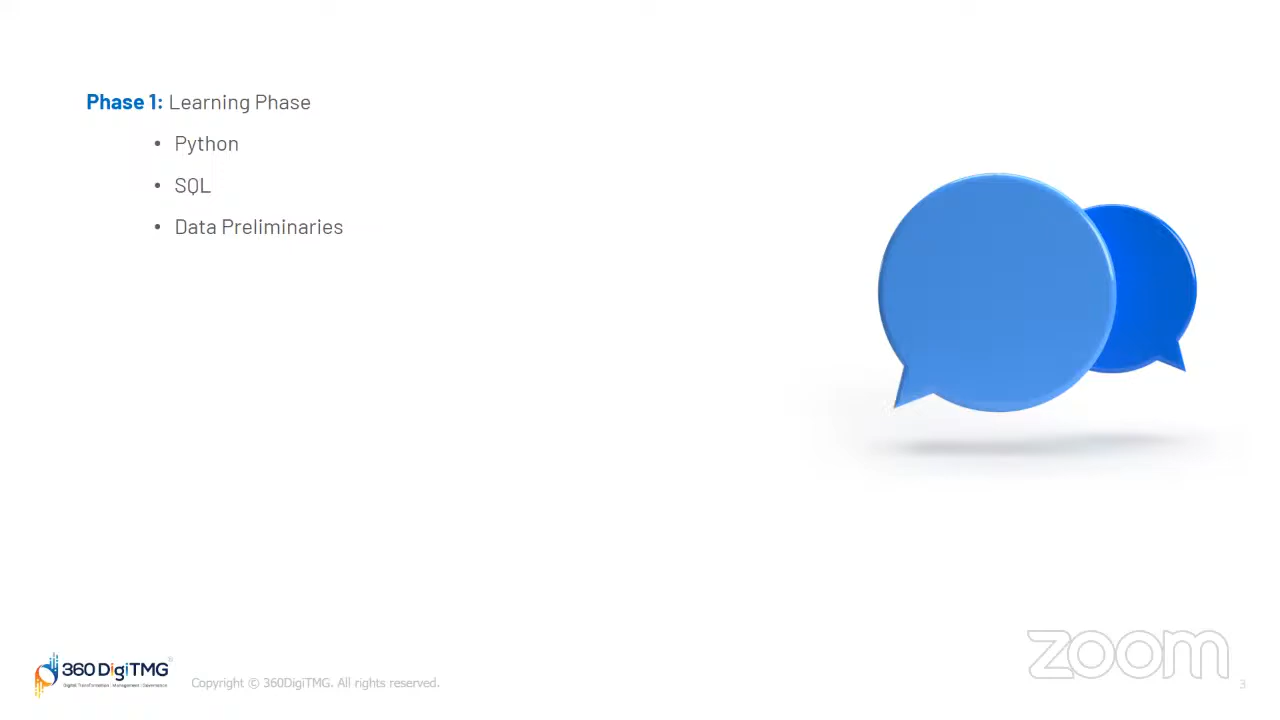 Phase 1: Learning Phase
• Python
• SQL
• Data Preliminaries
360DigiTMG
Digital Transformation | Management | Governance
Copyright © 360DigiTMG. All rights reserved.
zoom
3